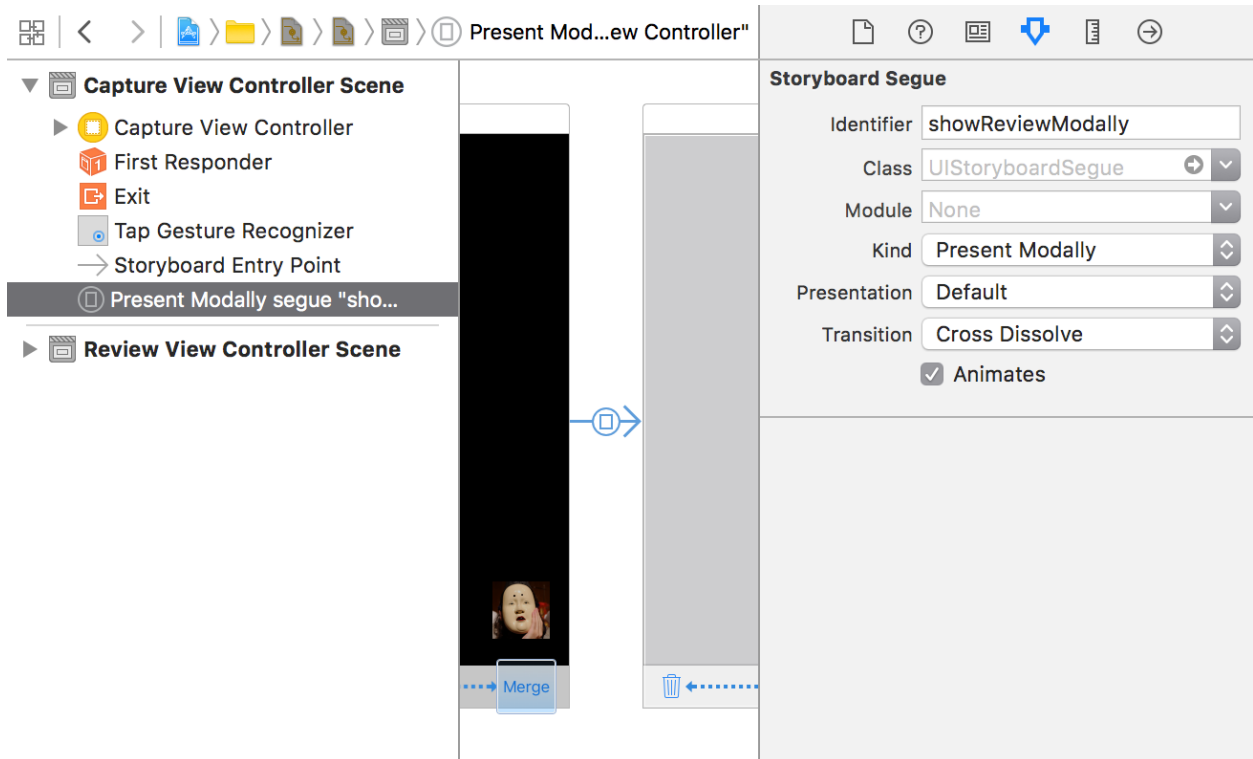 Present Mod...ew Controller"
Capture View Controller Scene
Capture View Controller
First Responder
Exit
Tap Gesture Recognizer
Storyboard Entry Point
Present Modally segue "sho...
Review View Controller Scene
Merge
Storyboard Segue
Identifier showReviewModally
Class UIStoryboardSegue
Module None
Kind Present Modally
Presentation Default
Transition Cross Dissolve
Animates